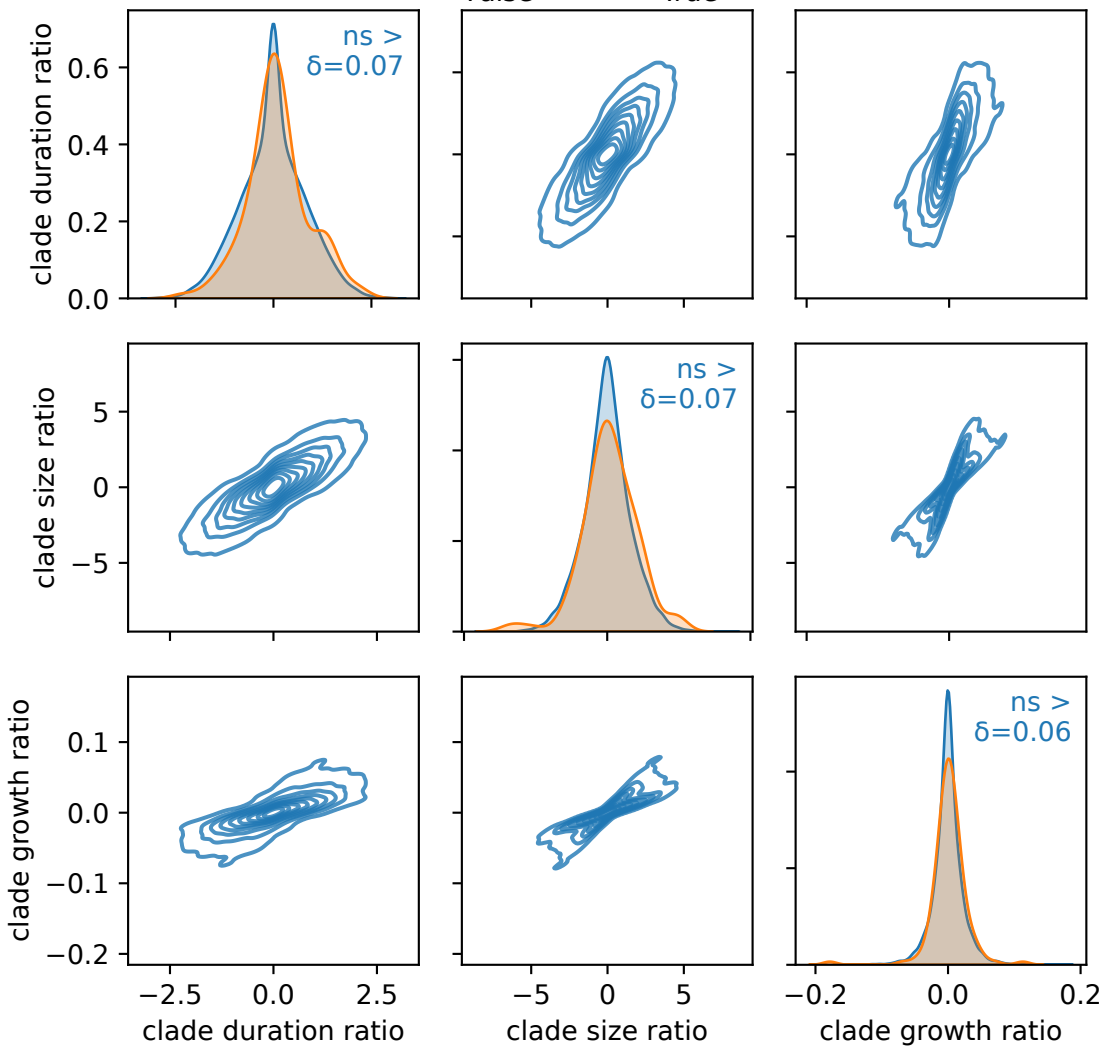 clade duration ratio
0.6
0.4
0.2
0.0
ns >
δ=0.07
clade size ratio
5
0
−5
ns >
δ=0.07
clade growth ratio
0.1
0.0
−0.1
−0.2
ns >
δ=0.06
−2.5 0.0 2.5
−5 0 5
−0.2 0.0 0.2
clade duration ratio
clade size ratio
clade growth ratio